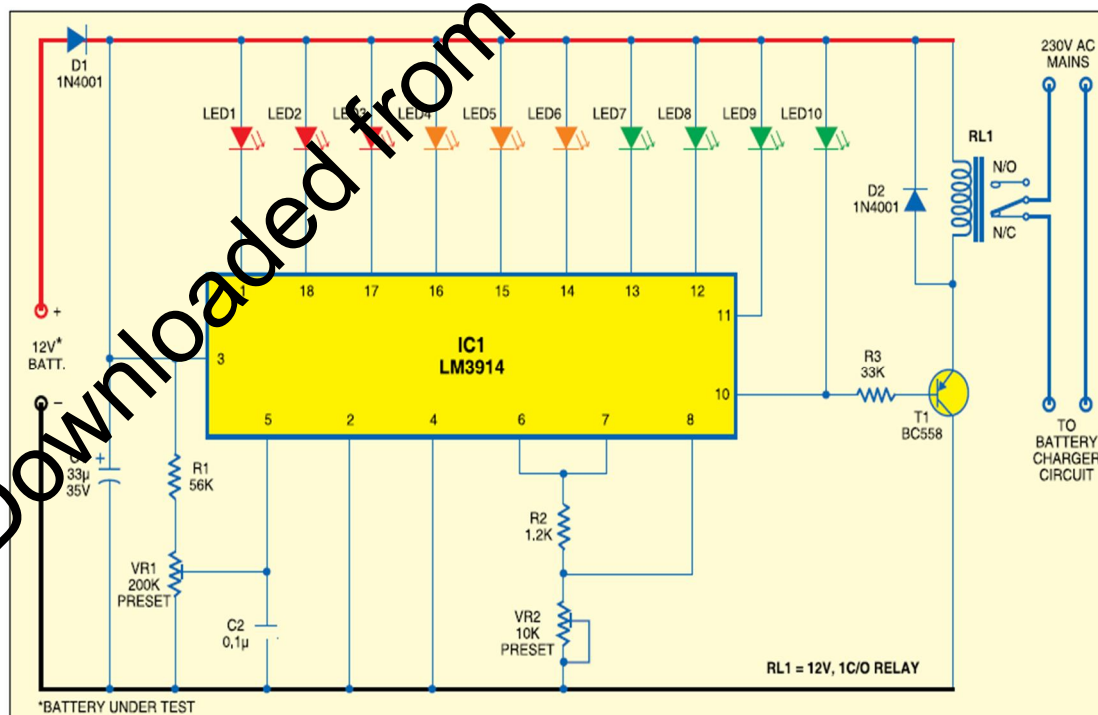 Downloaded from
D1
1N4001
LED1
LED2
LED3
LED4
LED5
LED6
LED7
LED8
LED9
LED10
230V AC
MAINS
RL1
N/O
N/C
D2
1N4001
+
12V*
BATT.
−
1
18
17
16
15
14
13
12
11
10
3
IC1
LM3914
5
2
4
6
7
8
R3
33K
T1
BC558
TO
BATTERY
CHARGER
CIRCUIT
+
33µ
35V
R1
56K
VR1
200K
PRESET
C2
0,1µ
R2
1.2K
VR2
10K
PRESET
RL1 = 12V, 1C/O RELAY
*BATTERY UNDER TEST